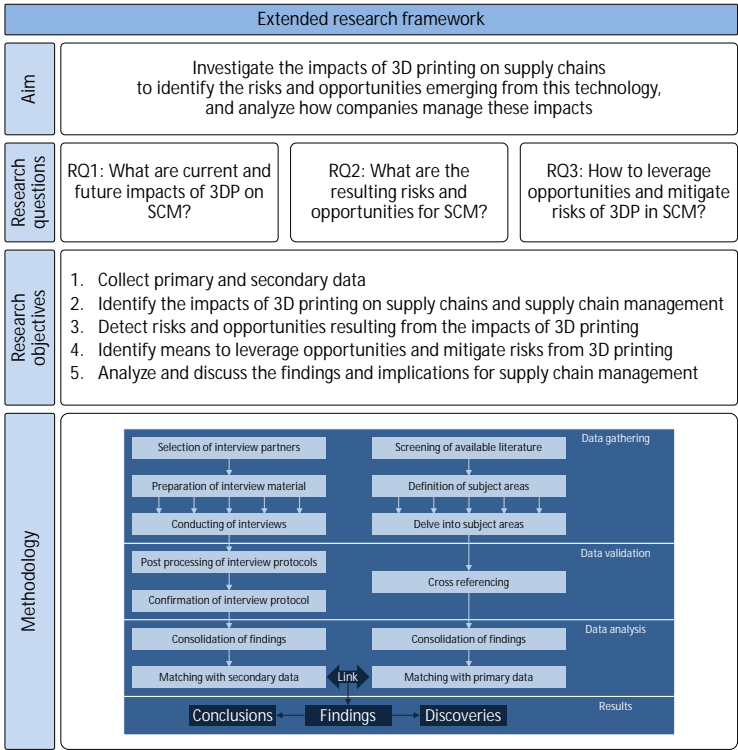 Extended research framework
Aim
Investigate the impacts of 3D printing on supply chains
to identify the risks and opportunities emerging from this technology,
and analyze how companies manage these impacts
Research
questions
RQ1: What are current and
future impacts of 3DP on
SCM?
RQ2: What are the
resulting risks and
opportunities for SCM?
RQ3: How to leverage
opportunities and mitigate
risks of 3DP in SCM?
Research
objectives
1. Collect primary and secondary data
2. Identify the impacts of 3D printing on supply chains and supply chain management
3. Detect risks and opportunities resulting from the impacts of 3D printing
4. Identify means to leverage opportunities and mitigate risks from 3D printing
5. Analyze and discuss the findings and implications for supply chain management
Methodology
Data gathering
Selection of interview partners
Screening of available literature
Preparation of interview material
Definition of subject areas
Conducting of interviews
Delve into subject areas
Data validation
Post processing of interview protocols
Cross referencing
Confirmation of interview protocol
Data analysis
Consolidation of findings
Consolidation of findings
Matching with secondary data
Link
Matching with primary data
Results
Conclusions
Findings
Discoveries